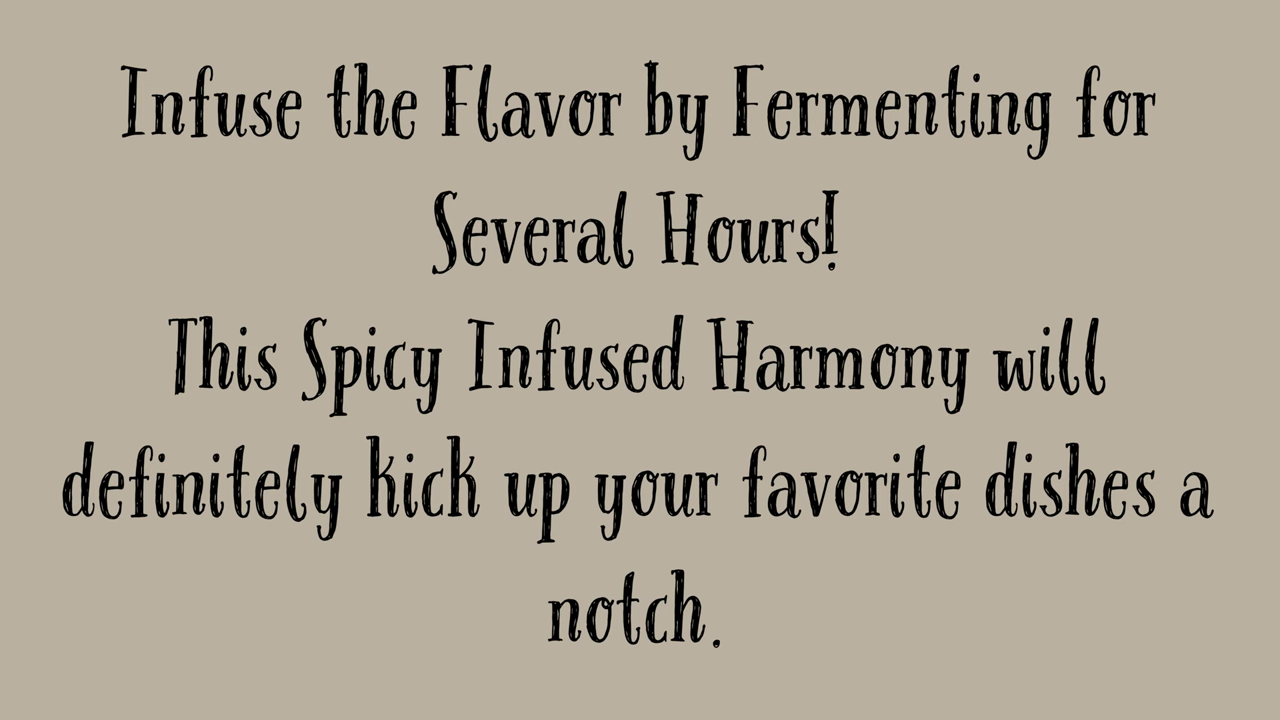 Infuse the Flavor by Fermenting for
Several Hours!
This Spicy Infused Harmony will
definitely kick up your favorite dishes a
notch.